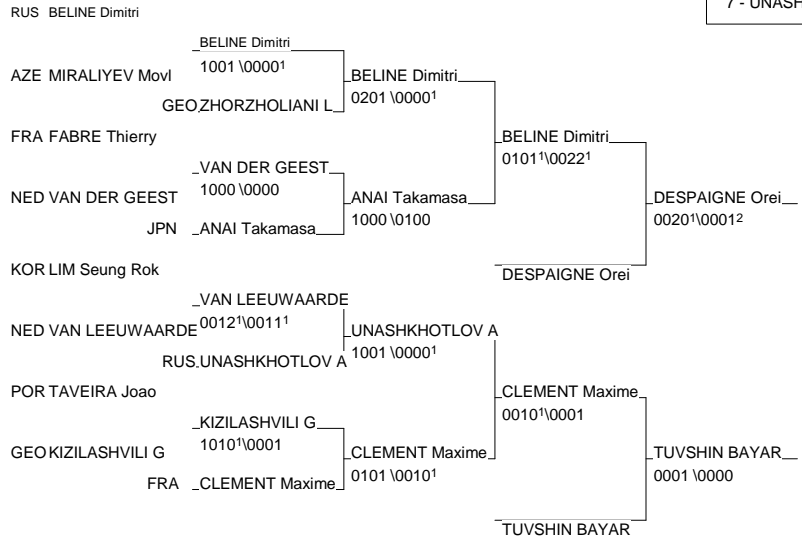 7 - UNASH
RUS BELINE Dimitri
BELINE Dimitri
1001 \0000¹
AZE MIRALIYEV Movl
BELINE Dimitri
0201 \0000¹
GEO ZHORZHOLIANI L
FRA FABRE Thierry
BELINE Dimitri
0101¹\0022¹
VAN DER GEEST
1000 \0000
NED VAN DER GEEST
ANAI Takamasa
1000 \0100
DESPAIGNE Orei
0020¹\0001²
JPN ANAI Takamasa
KOR LIM Seung Rok
DESPAIGNE Orei
VAN LEEUWAARDE
0012¹\0011¹
NED VAN LEEUWAARDE
UNASHKHOTLOV A
1001 \0000¹
RUS UNASHKHOTLOV A
POR TAVEIRA Joao
CLEMENT Maxime
0010¹\0001
KIZILASHVILI G
1010¹\0001
GEO KIZILASHVILI G
CLEMENT Maxime
0101 \0010¹
TUVSHIN BAYAR
0001 \0000
FRA CLEMENT Maxime
TUVSHIN BAYAR